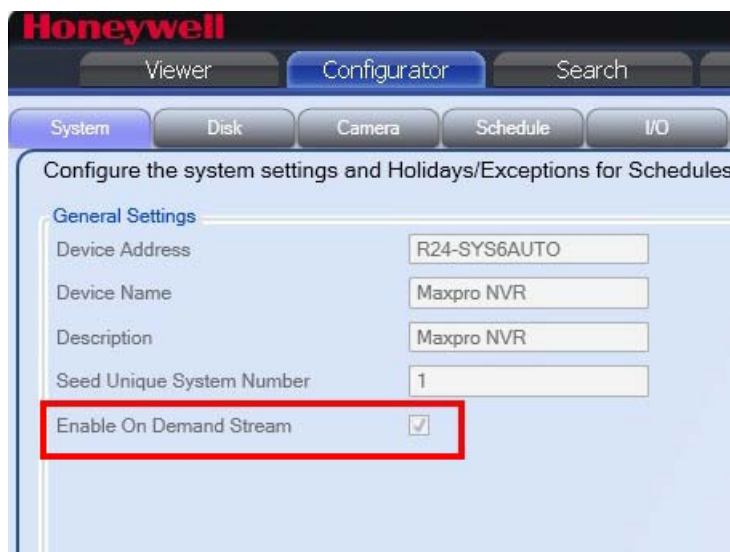 Honeywell
Viewer Configurator Search
System Disk Camera Schedule I/O
Configure the system settings and Holidays/Exceptions for Schedules
General Settings
Device Address R24-SYS6AUTO
Device Name Maxpro NVR
Description Maxpro NVR
Seed Unique System Number 1
Enable On Demand Stream